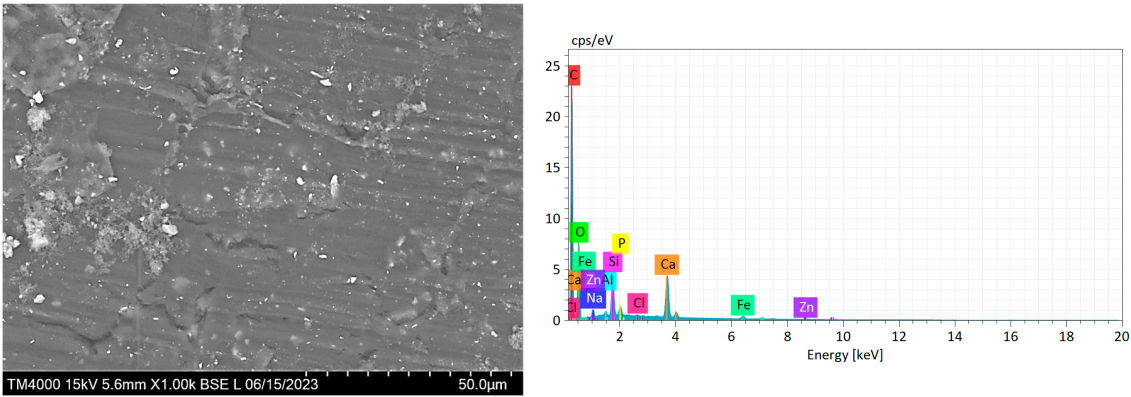 TM4000 15kV 5.6mm X1.00k BSE L 06/15/2023 50.0µm
cps/eV
25
20
15
10
5
0
C
O
P
Fe
Si
Ca
Zn
Al
Na
Cl
Cl
Ca
Fe
Zn
2 4 6 8 10 12 14 16 18 20
Energy [keV]